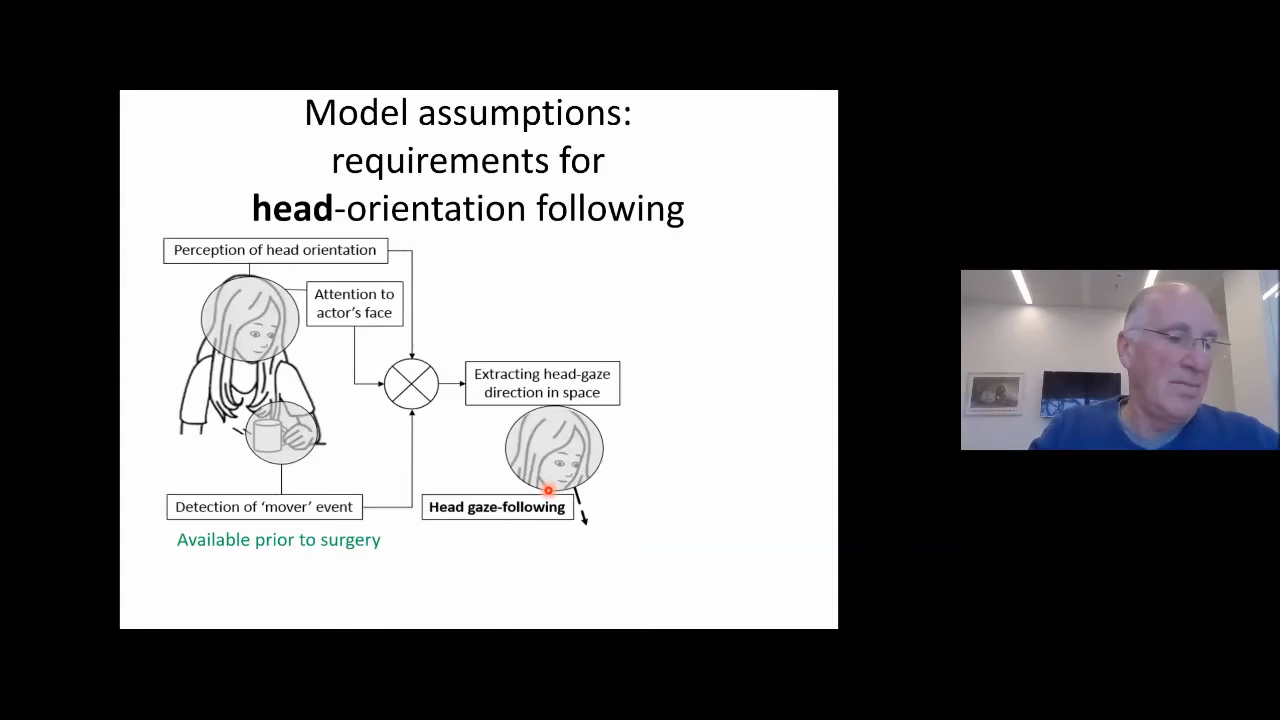 Model assumptions:
requirements for
head-orientation following
Perception of head orientation
Attention to
actor's face
Extracting head-gaze
direction in space
Detection of 'mover' event
Head gaze-following
Available prior to surgery